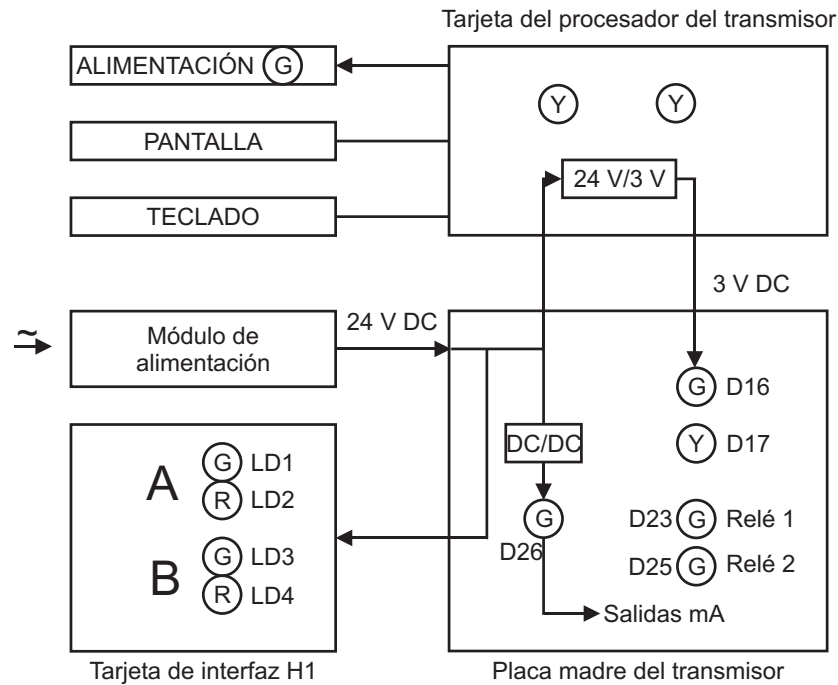 Tarjeta del procesador del transmisor
ALIMENTACIÓN G
Y Y
PANTALLA
24 V/3 V
TECLADO
3 V DC
~
Módulo de
alimentación
24 V DC
G D16
DC/DC
Y D17
A
G LD1
R LD2
G
D26
D23 G Relé 1
D25 G Relé 2
B
G LD3
R LD4
Salidas mA
Tarjeta de interfaz H1
Placa madre del transmisor